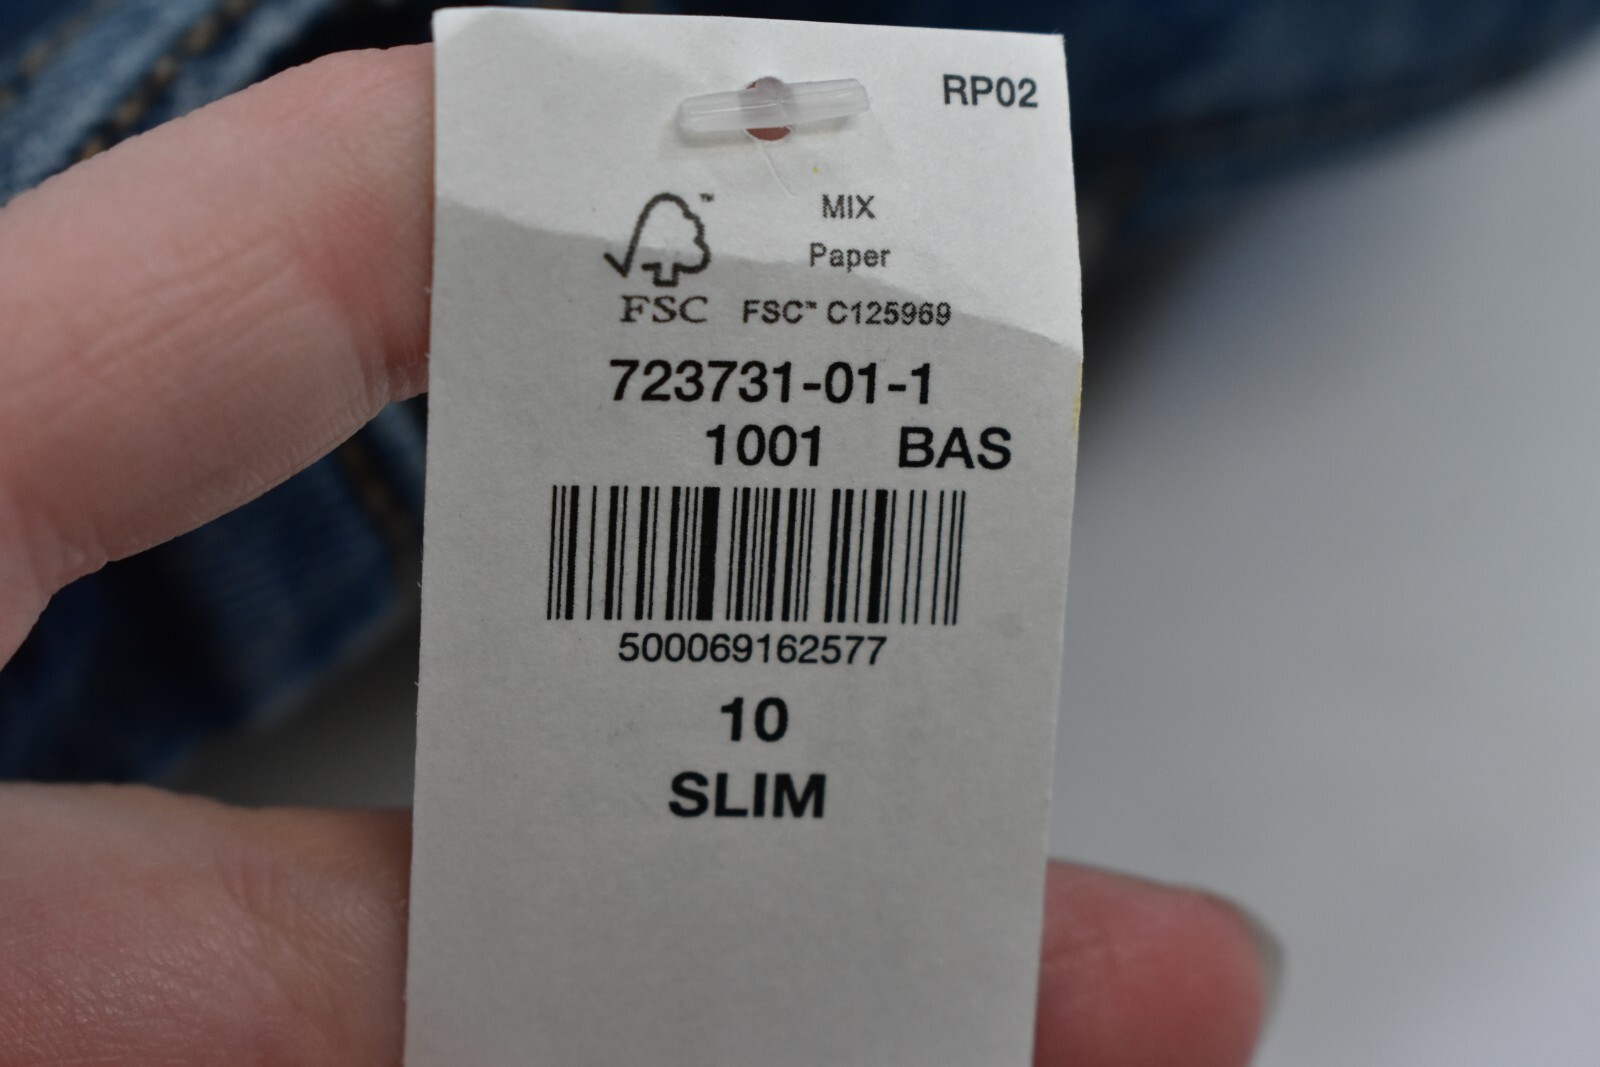 RP02
MIX
Paper
FSC FSC™ C125969
723731-01-1
1001 BAS
500069162577
10
SLIM